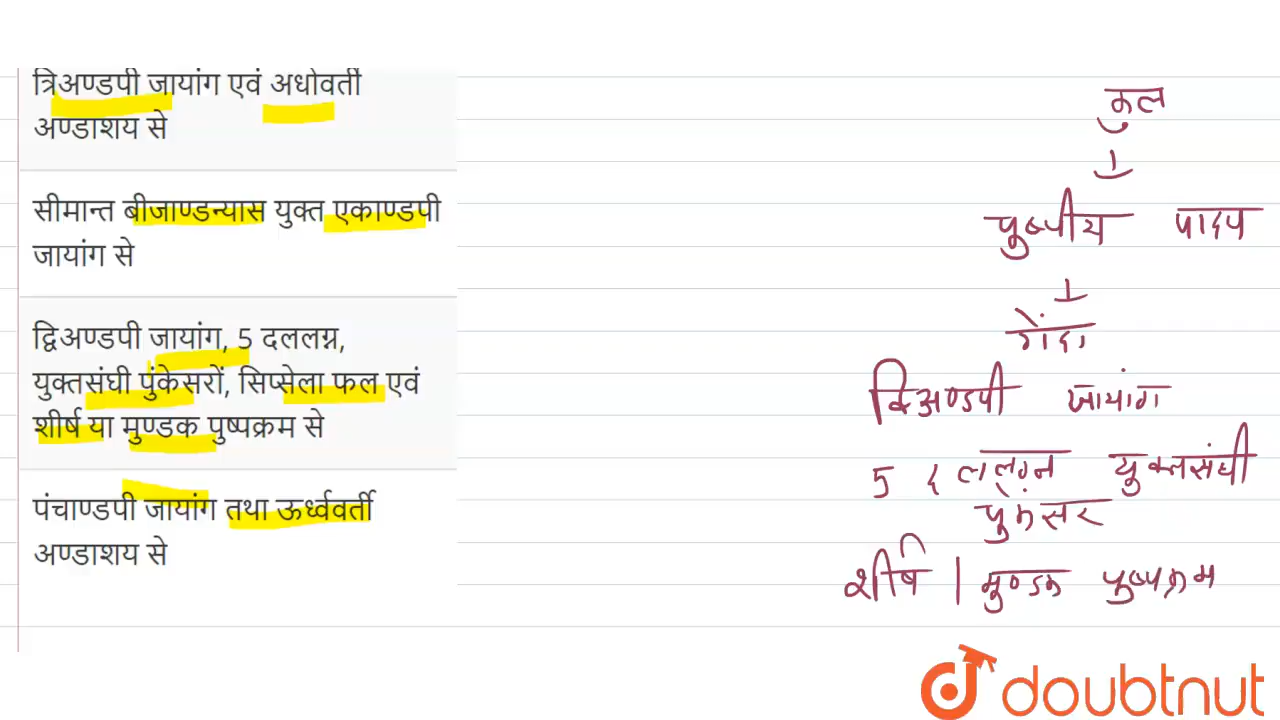 त्रिअण्डपी जायांग एवं अधोवर्ती
अण्डाशय से
सीमान्त बीजाण्डन्यास युक्त एकाण्डपी
जायांग से
द्विअण्डपी जायांग, 5 दललग्न,
युक्तसंघी पुंकेसरों, सिप्सेला फल एवं
शीर्ष या मुण्डक पुष्पक्रम से
पंचाण्डपी जायांग तथा ऊर्ध्ववर्ती
अण्डाशय से
कुल
पुष्पीय पादप
गेंदा
द्विअण्डपी जायांग
5 दललग्न युक्तसंघी
पुंकेसर
शीर्ष | मुण्डक पुष्पक्रम
doubtnut